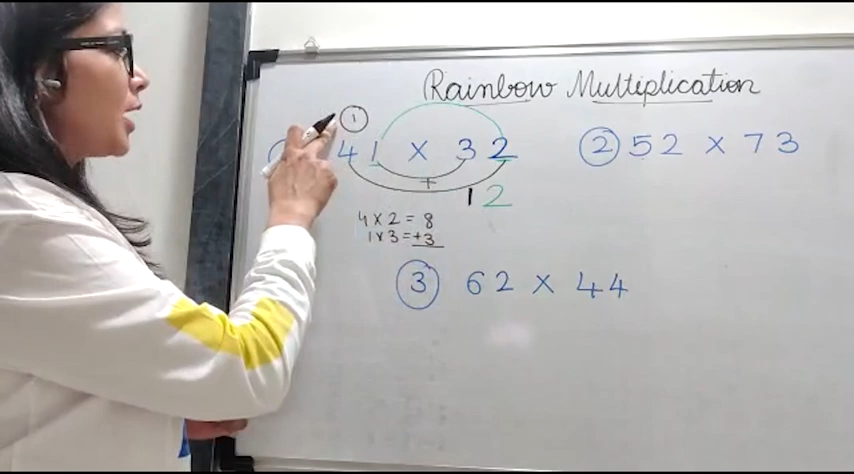 Rainbow Multiplication
1
41 x 32
+
12
4 x 2 = 8
1 x 3 = +3
2 52 x 73
3 62 x 44